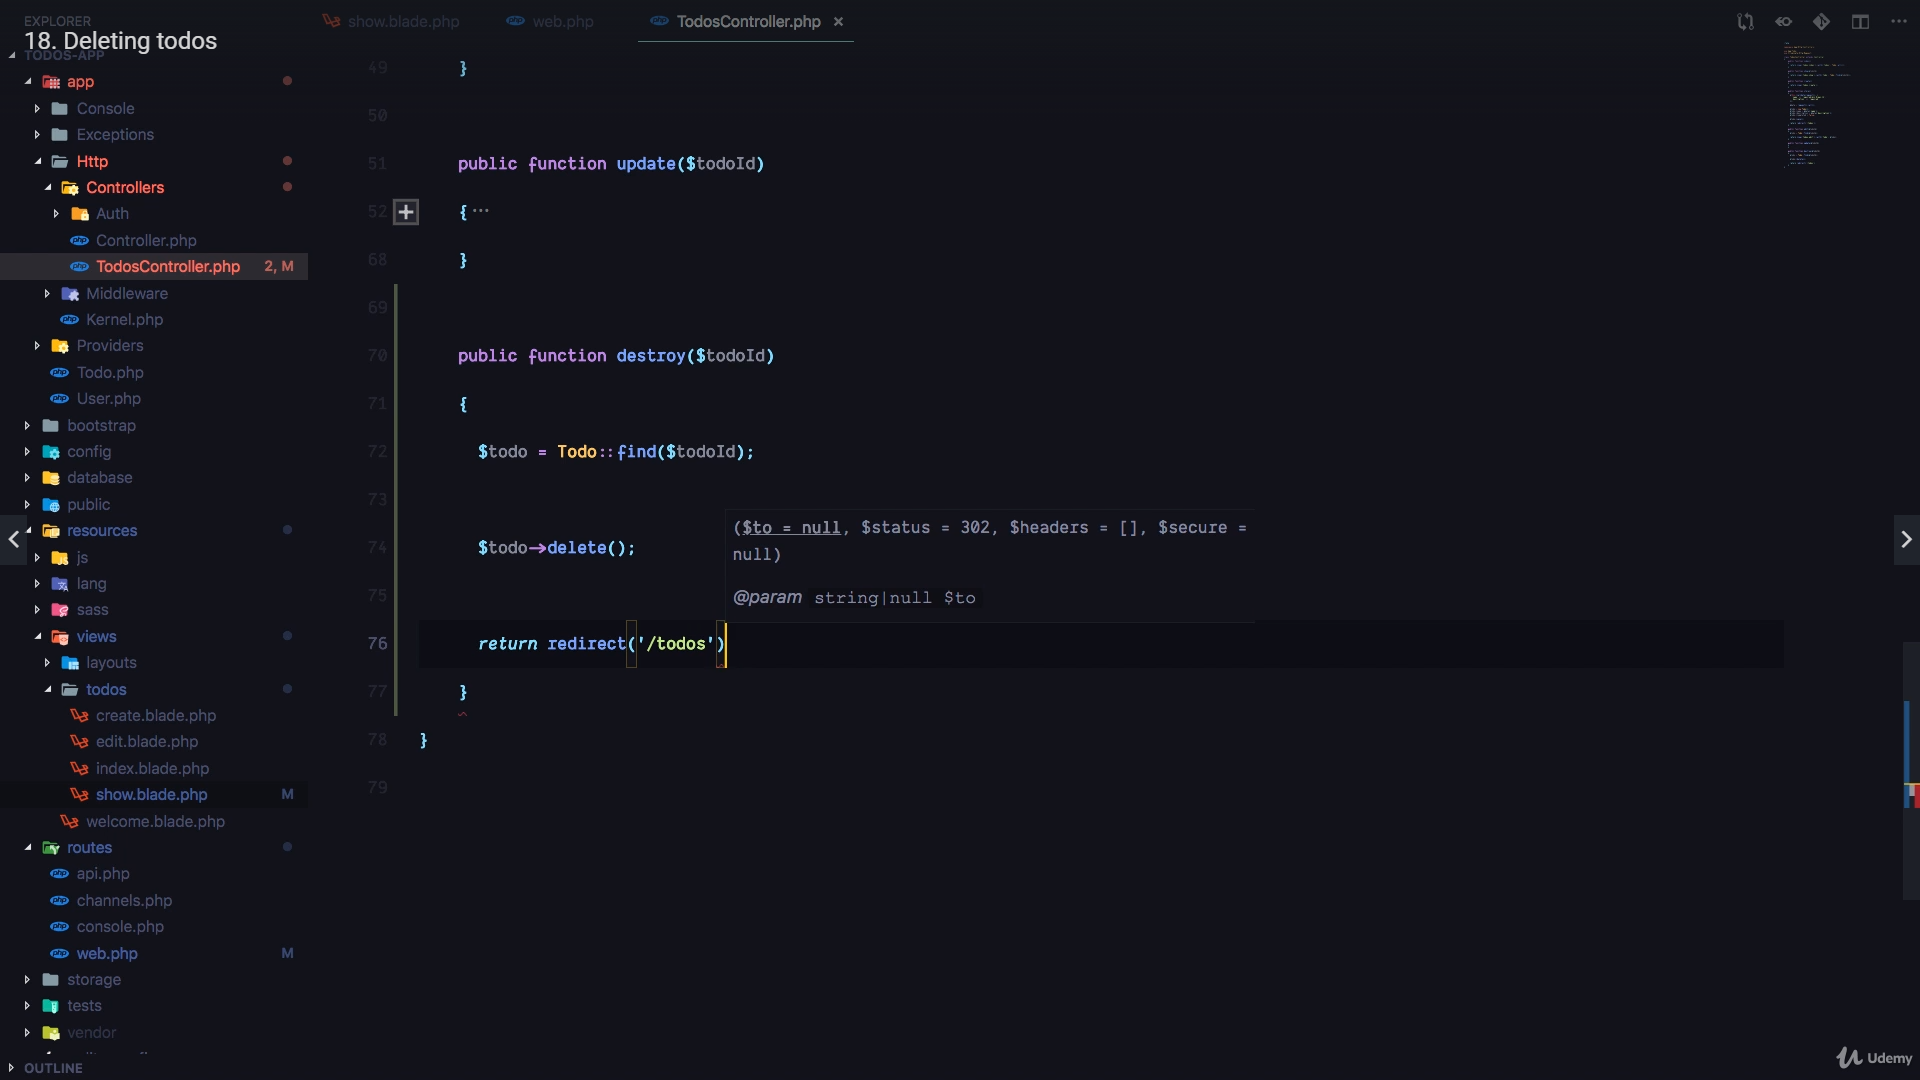 EXPLORER
18. Deleting todos
TODOS-APP
app
Console
Exceptions
Http
Controllers
Auth
Controller.php
TodosController.php 2, M
Middleware
Kernel.php
Providers
Todo.php
User.php
bootstrap
config
database
public
resources
js
lang
sass
views
layouts
todos
create.blade.php
edit.blade.php
index.blade.php
show.blade.php M
welcome.blade.php
routes
api.php
channels.php
console.php
web.php M
storage
tests
vendor
OUTLINE
show.blade.php web.php TodosController.php ×
49 }
50
51 public function update($todoId)
52 {⋯
68 }
69
70 public function destroy($todoId)
71 {
72 $todo = Todo::find($todoId);
73
74 $todo->delete();
75
76 return redirect('/todos')
77 }
78 }
79
($to = null, $status = 302, $headers = [], $secure =
null)
@param string|null $to
Udemy